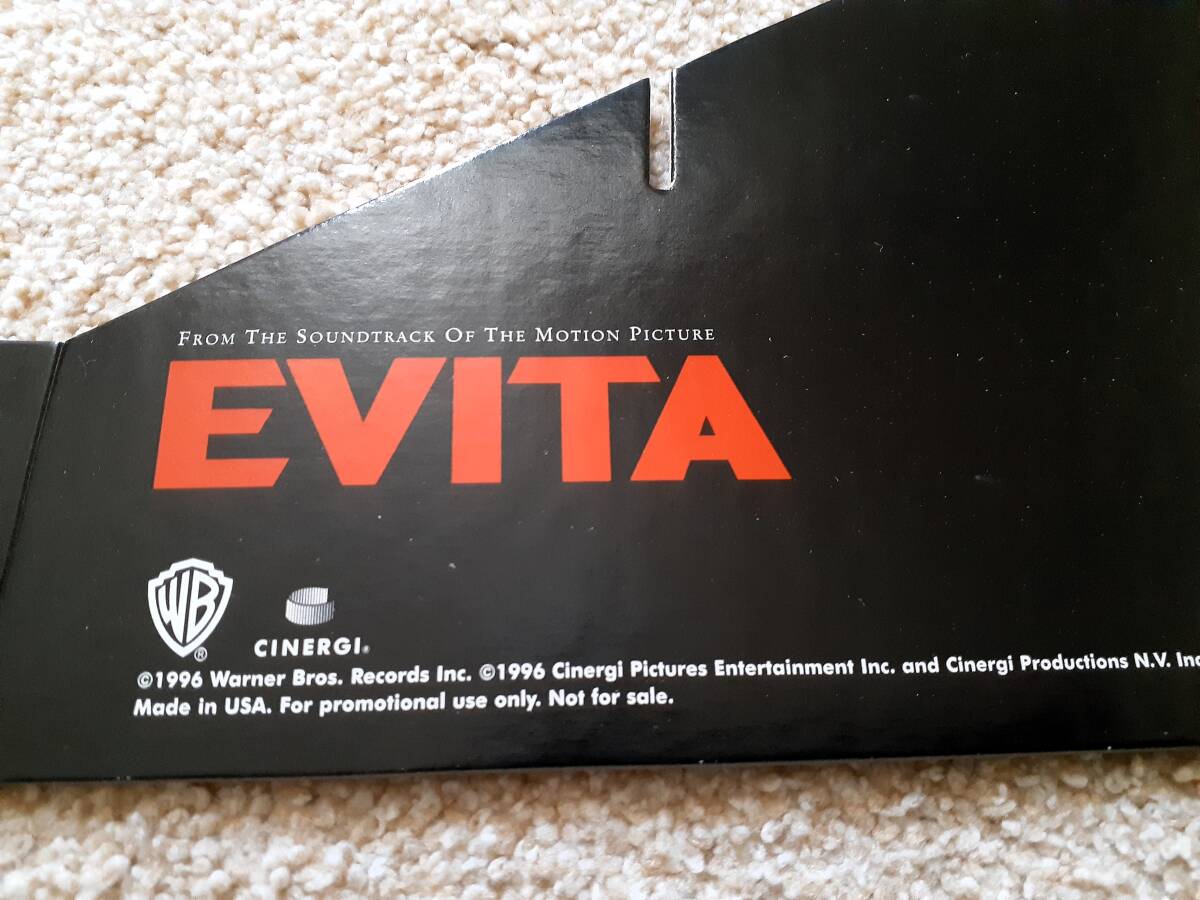 FROM THE SOUNDTRACK OF THE MOTION PICTURE
EVITA
WB
®
CINERGI®
©1996 Warner Bros. Records Inc. ©1996 Cinergi Pictures Entertainment Inc. and Cinergi Productions N.V. Inc
Made in USA. For promotional use only. Not for sale.